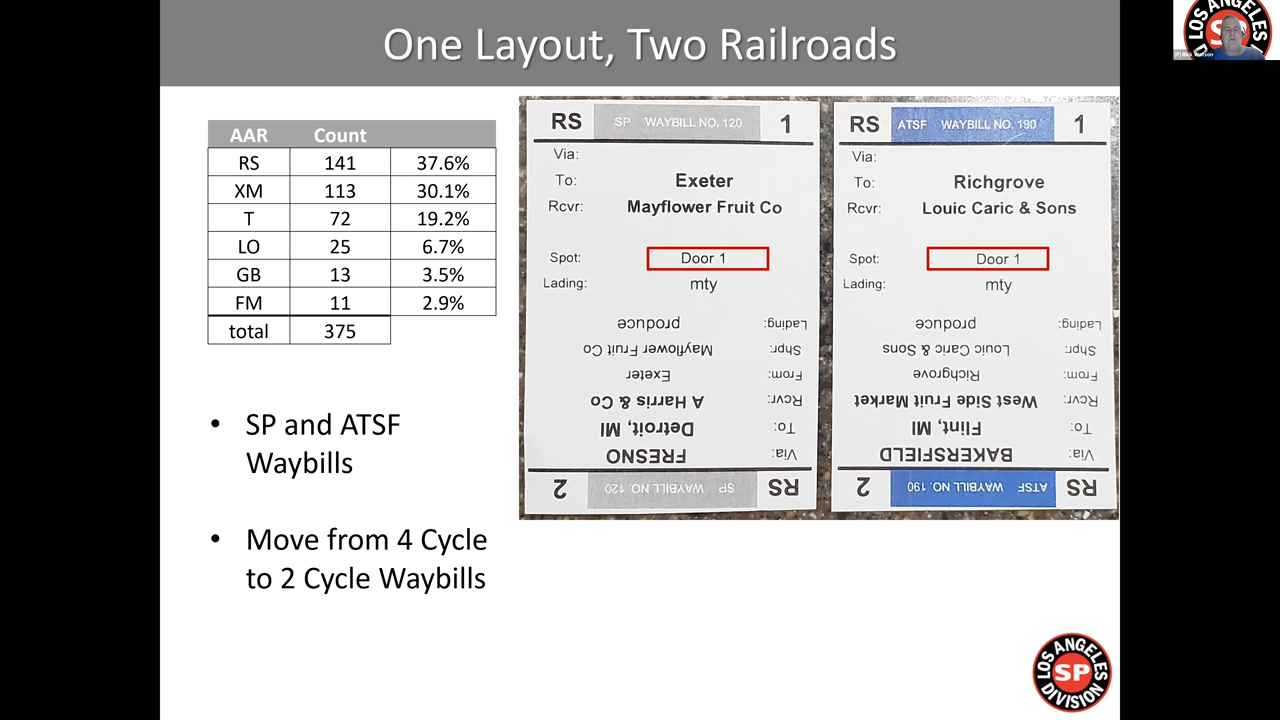 One Layout, Two Railroads
AAR Count
RS 141 37.6%
XM 113 30.1%
T 72 19.2%
LO 25 6.7%
GB 13 3.5%
FM 11 2.9%
total 375
• SP and ATSF
Waybills
• Move from 4 Cycle
to 2 Cycle Waybills
RS SP WAYBILL NO. 120 1
Via:
To: Exeter
Rcvr: Mayflower Fruit Co
Spot: Door 1
Lading: mty
Lading: produce
Shpr: Mayflower Fruit Co
From: Exeter
Rcvr: A Harris & Co
To: Detroit, MI
Via: FRESNO
RS SP WAYBILL NO. 120 2
RS ATSF WAYBILL NO. 190 1
Via:
To: Richgrove
Rcvr: Louic Caric & Sons
Spot: Door 1
Lading: mty
Lading: produce
Shpr: Louic Caric & Sons
From: Richgrove
Rcvr: West Side Fruit Market
To: Flint, MI
Via: BAKERSFIELD
RS ATSF WAYBILL NO. 190 2
LOS ANGELES
SP
DIVISION
LOS ANGELES